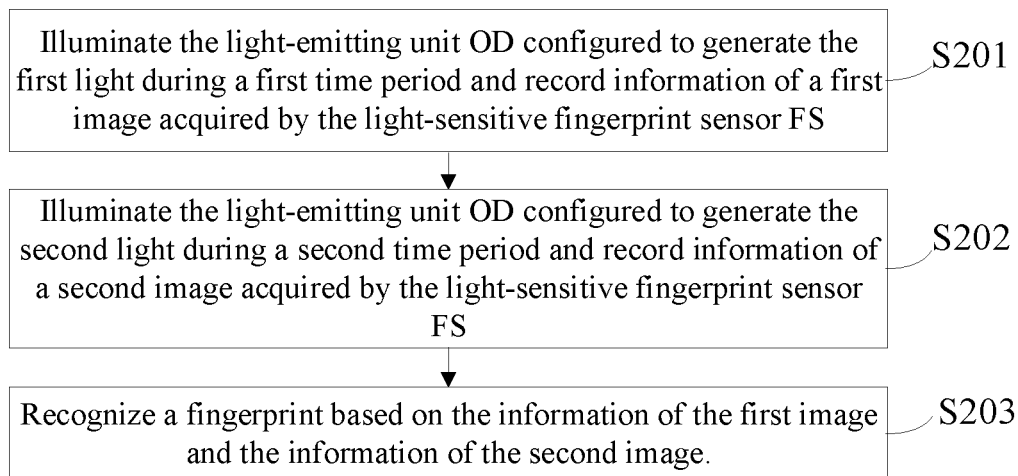 Illuminate the light-emitting unit OD configured to generate the
first light during a first time period and record information of a first
image acquired by the light-sensitive fingerprint sensor FS
S201
Illuminate the light-emitting unit OD configured to generate the
second light during a second time period and record information of
a second image acquired by the light-sensitive fingerprint sensor
FS
S202
Recognize a fingerprint based on the information of the first image
and the information of the second image.
S203